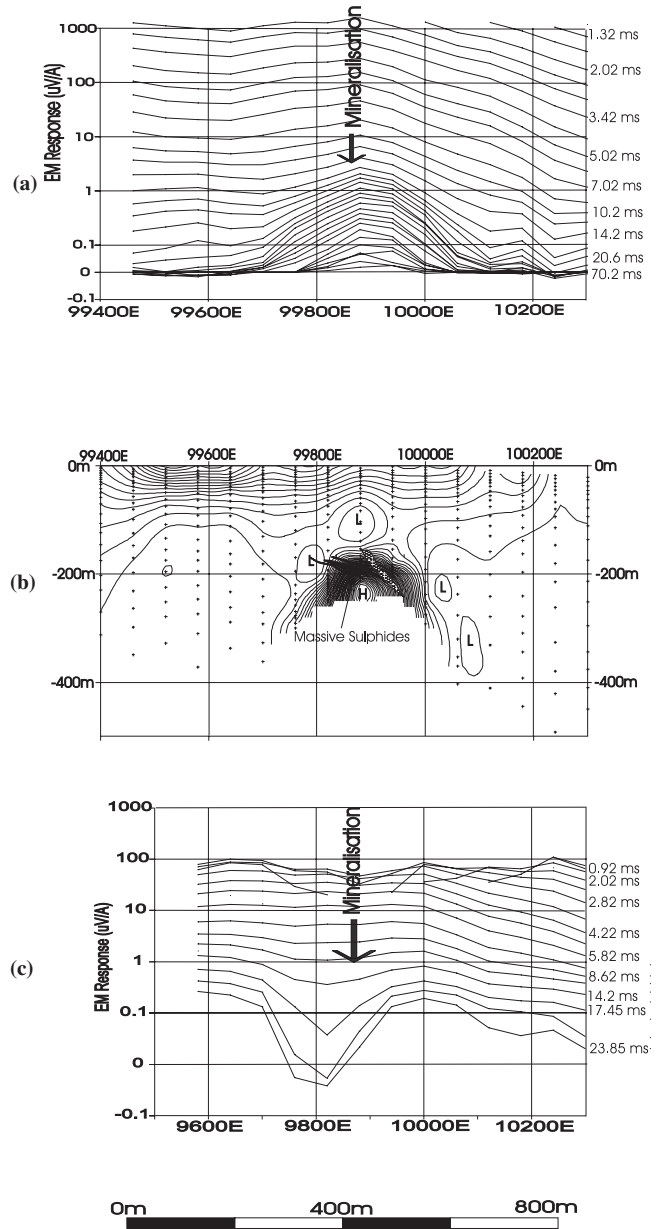 (a)
EM Response (uV/A)
1000
100
10
1
0.1
0
-0.1
Mineralisation
1.32 ms
2.02 ms
3.42 ms
5.02 ms
7.02 ms
10.2 ms
14.2 ms
20.6 ms
70.2 ms
99400E 99600E 99800E 10000E 10200E
(b)
99400E 99600E 99800E 100000E 100200E
0m 0m
-200m -200m
-400m -400m
L
L
L
L
H
Massive Sulphides
(c)
EM Response (uV/A)
1000
100
10
1
0.1
0
-0.1
Mineralisation
0.92 ms
2.02 ms
2.82 ms
4.22 ms
5.82 ms
8.62 ms
14.2 ms
17.45 ms
23.85 ms
9600E 9800E 10000E 10200E
0m 400m 800m